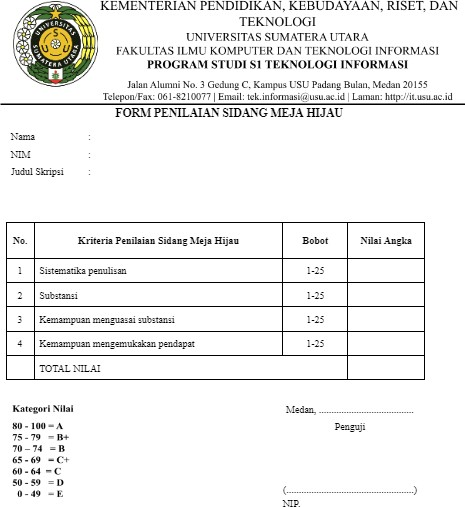 UNIVERSITAS
USU
SUMATERA UTARA
KEMENTERIAN PENDIDIKAN, KEBUDAYAAN, RISET, DAN
TEKNOLOGI
UNIVERSITAS SUMATERA UTARA
FAKULTAS ILMU KOMPUTER DAN TEKNOLOGI INFORMASI
PROGRAM STUDI S1 TEKNOLOGI INFORMASI
Jalan Alumni No. 3 Gedung C, Kampus USU Padang Bulan, Medan 20155
Telepon/Fax: 061-8210077 | Email: tek.informasi@usu.ac.id | Laman: http://it.usu.ac.id
FORM PENILAIAN SIDANG MEJA HIJAU
Nama :
NIM :
Judul Skripsi :
No. Kriteria Penilaian Sidang Meja Hijau Bobot Nilai Angka
1 Sistematika penulisan 1-25
2 Substansi 1-25
3 Kemampuan menguasai substansi 1-25
4 Kemampuan mengemukakan pendapat 1-25
TOTAL NILAI
Kategori Nilai
80 - 100 = A
75 - 79 = B+
70 – 74 = B
65 - 69 = C+
60 - 64 = C
50 - 59 = D
0 - 49 = E
Medan, ......................................
Penguji
(....................................................)
NIP.